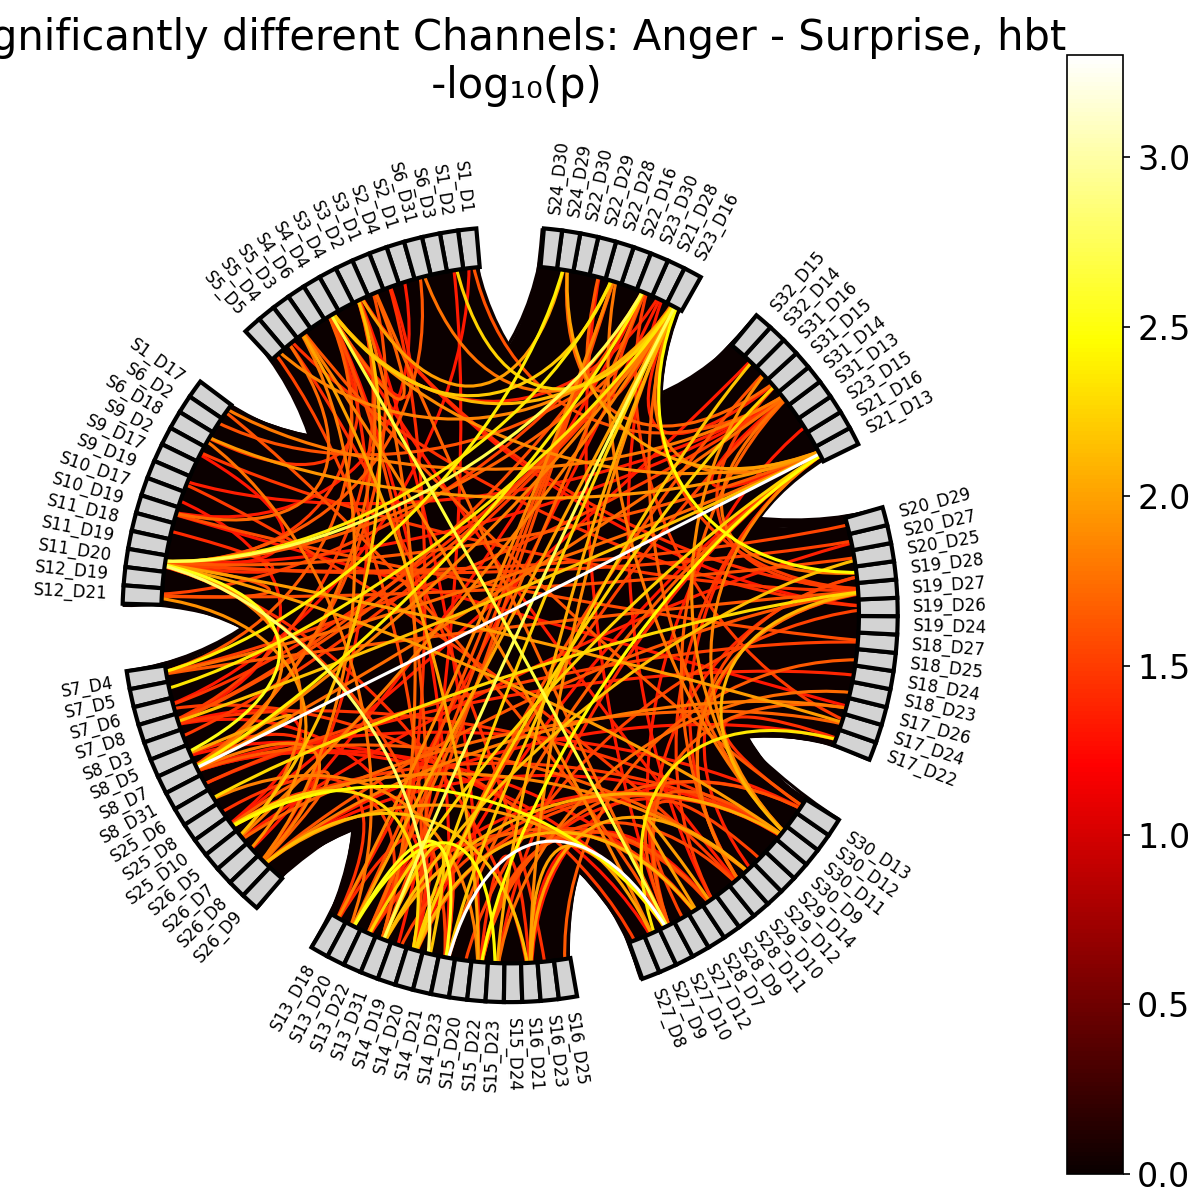 gnificantly different Channels: Anger - Surprise, hbt
-log₁₀(p)
S24_D30
S24_D29
S22_D30
S22_D29
S22_D28
S22_D16
S23_D30
S21_D28
S23_D16
S32_D15
S32_D14
S31_D16
S31_D15
S31_D14
S31_D13
S23_D15
S21_D16
S21_D13
S20_D29
S20_D27
S20_D25
S19_D28
S19_D27
S19_D26
S19_D24
S18_D27
S18_D25
S18_D24
S18_D23
S17_D26
S17_D24
S17_D22
S30_D13
S30_D12
S30_D11
S30_D9
S29_D14
S29_D12
S29_D10
S28_D11
S28_D9
S28_D7
S27_D12
S27_D10
S27_D9
S27_D8
S16_D25
S16_D23
S16_D21
S15_D24
S15_D23
S15_D22
S15_D20
S14_D23
S14_D21
S14_D20
S14_D19
S13_D31
S13_D22
S13_D20
S13_D18
S26_D9
S26_D8
S26_D7
S26_D5
S25_D10
S25_D8
S25_D6
S8_D31
S8_D7
S8_D5
S8_D3
S7_D8
S7_D6
S7_D5
S7_D4
S12_D21
S12_D19
S11_D20
S11_D19
S11_D18
S10_D19
S10_D17
S9_D19
S9_D17
S9_D2
S6_D18
S6_D2
S1_D17
S5_D5
S5_D4
S5_D3
S4_D6
S4_D4
S3_D4
S3_D2
S3_D1
S2_D4
S2_D1
S6_D31
S6_D3
S1_D2
S1_D1
3.0
2.5
2.0
1.5
1.0
0.5
0.0